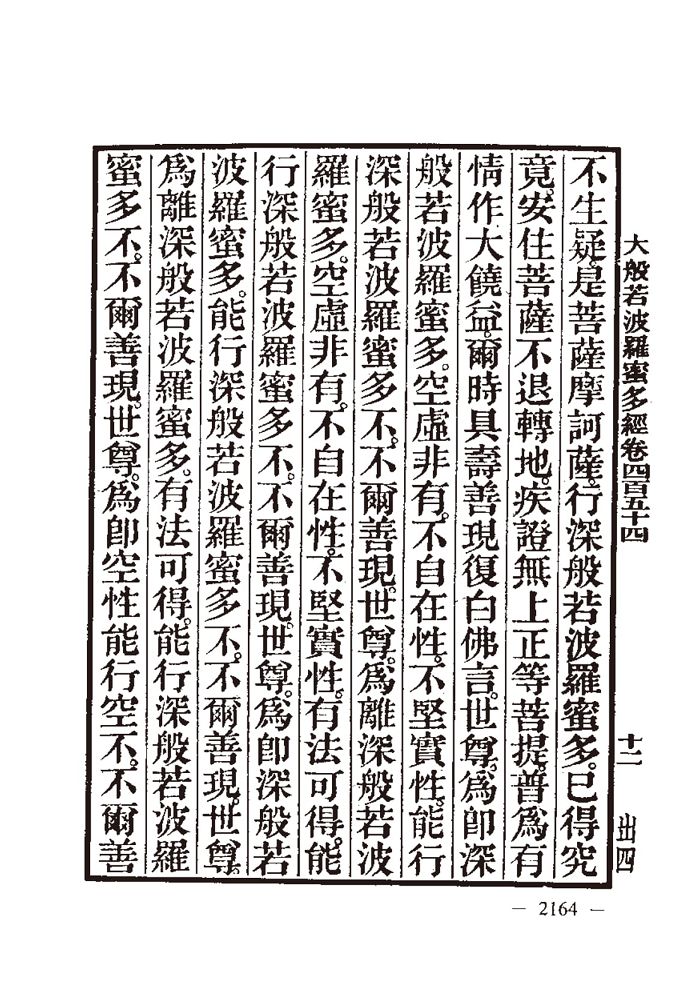 大般若波羅蜜多經卷四百五十四
十二
出四
不生疑。是菩薩摩訶薩。行深般若波羅蜜多。已得究
竟。安住菩薩不退轉地。疾證無上正等菩提。普爲有
情作大饒益。爾時具壽善現復白佛言。世尊。爲卽深
般若波羅蜜多。空虛非有。不自在性。不堅實性。能行
深般若波羅蜜多不。不爾善現。世尊。爲離深般若波
羅蜜多。空虛非有。不自在性。不堅實性。有法可得。能
行深般若波羅蜜多不。不爾善現。世尊。爲卽深般若
波羅蜜多。能行深般若波羅蜜多不。不爾善現。世尊。
爲離深般若波羅蜜多。有法可得。能行深般若波羅
蜜多不。不爾善現。世尊。爲卽空性能行空不。不爾善
— 2164 —